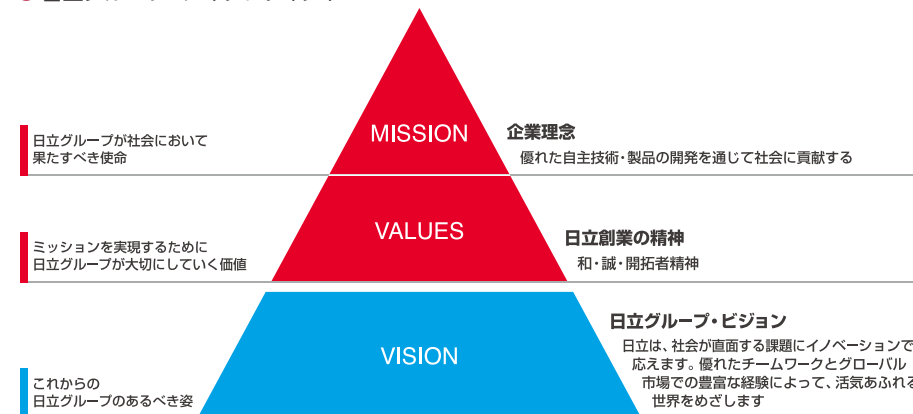 MISSION
企業理念
日立グループが社会において
果たすべき使命
優れた自主技術・製品の開発を通じて社会に貢献する
VALUES
日立創業の精神
ミッションを実現するために
日立グループが大切にしていく価値
和・誠・開拓者精神
VISION
日立グループ・ビジョン
日立は、社会が直面する課題にイノベーションで
応えます。優れたチームワークとグローバル
市場での豊富な経験によって、活気あふれる
世界をめざします
これからの
日立グループのあるべき姿